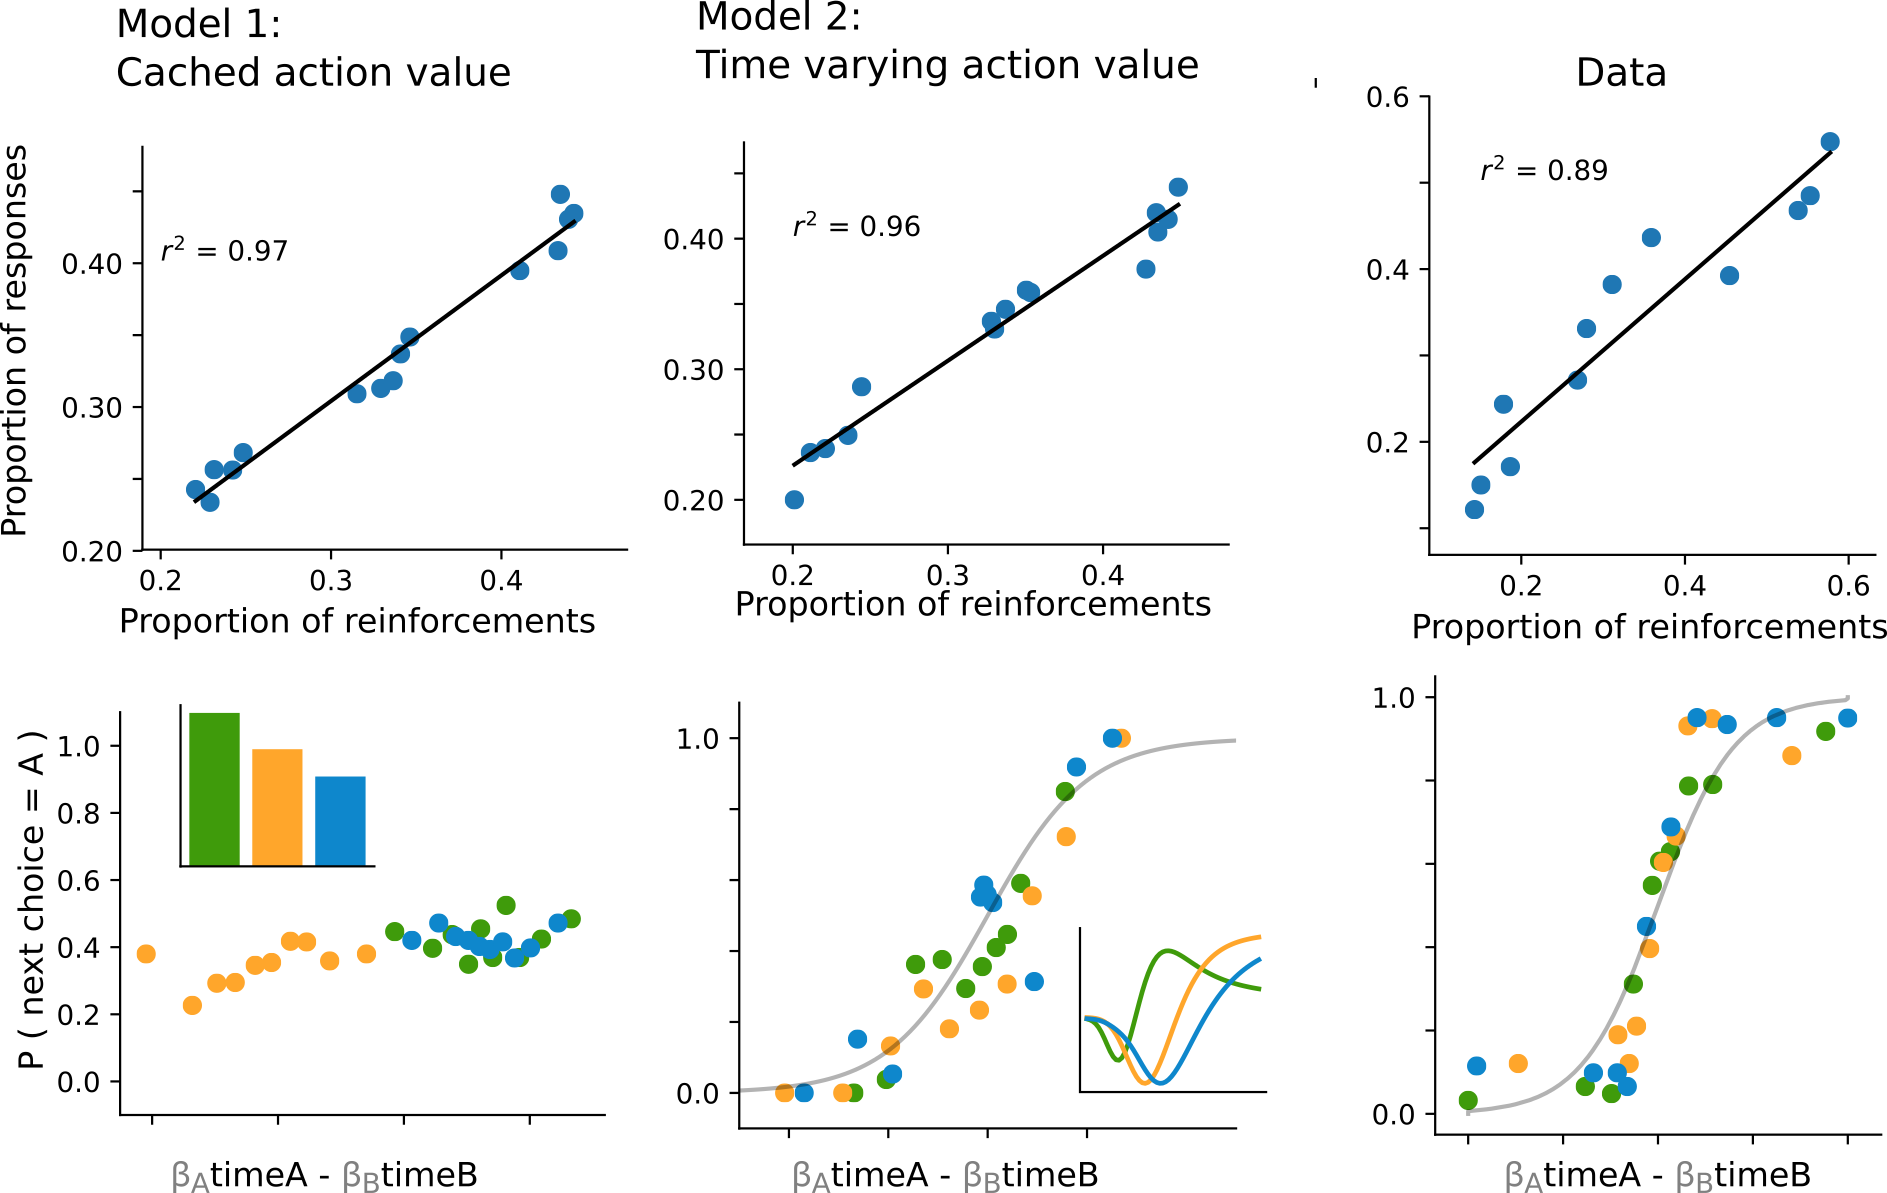 Model 1:
Cached action value
Model 2:
Time varying action value
Data
Proportion of responses
r² = 0.97
0.40
0.30
0.20
0.2 0.3 0.4
Proportion of reinforcements
r² = 0.96
0.40
0.30
0.20
0.2 0.3 0.4
Proportion of reinforcements
0.6
r² = 0.89
0.4
0.2
0.2 0.4 0.6
Proportion of reinforcements
P ( next choice = A )
1.0
0.8
0.6
0.4
0.2
0.0
βAtimeA - βBtimeB
1.0
0.0
βAtimeA - βBtimeB
1.0
0.0
βAtimeA - βBtimeB